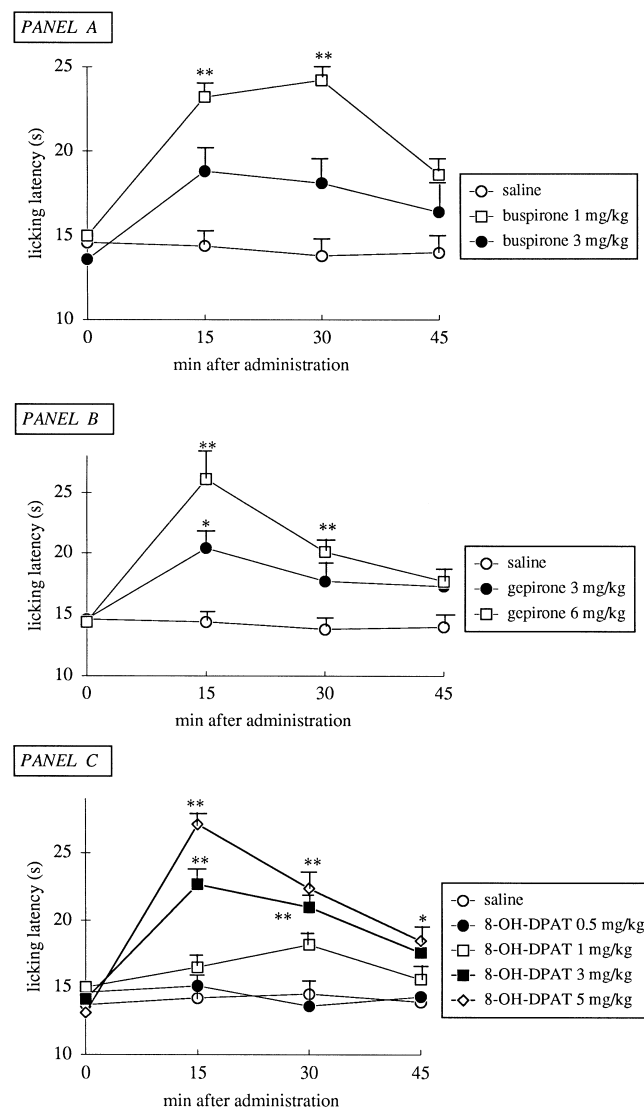 PANEL A
**
**
25
20
15
10
licking latency (s)
0 15 30 45
min after administration
saline
buspirone 1 mg/kg
buspirone 3 mg/kg
PANEL B
**
*
**
25
20
15
10
licking latency (s)
0 15 30 45
min after administration
saline
gepirone 3 mg/kg
gepirone 6 mg/kg
PANEL C
**
**
**
**
*
25
20
15
10
licking latency (s)
0 15 30 45
min after administration
saline
8-OH-DPAT 0.5 mg/kg
8-OH-DPAT 1 mg/kg
8-OH-DPAT 3 mg/kg
8-OH-DPAT 5 mg/kg